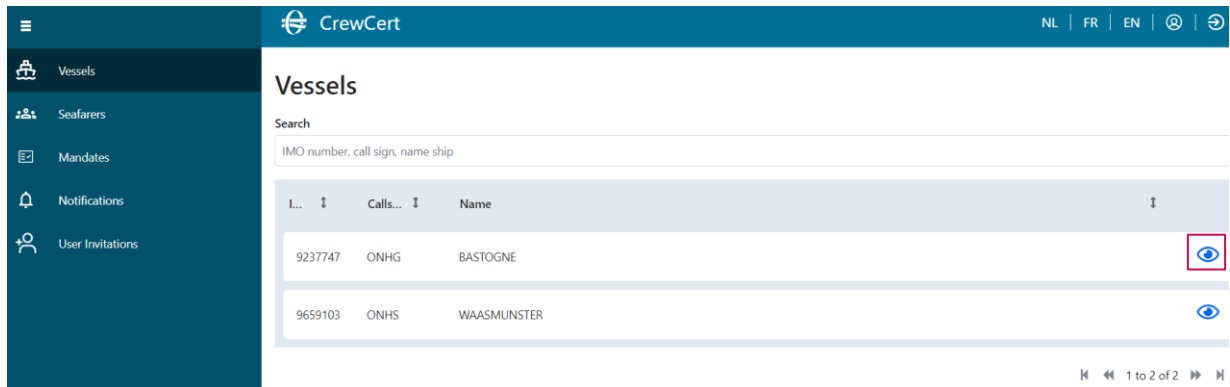 CrewCert
NL | FR | EN
Vessels
Seafarers
Mandates
Notifications
User Invitations
Vessels
Search
IMO number, call sign, name ship
I... Calls... Name
9237747 ONHG BASTOGNE
9659103 ONHS WAASMUNSTER
1 to 2 of 2